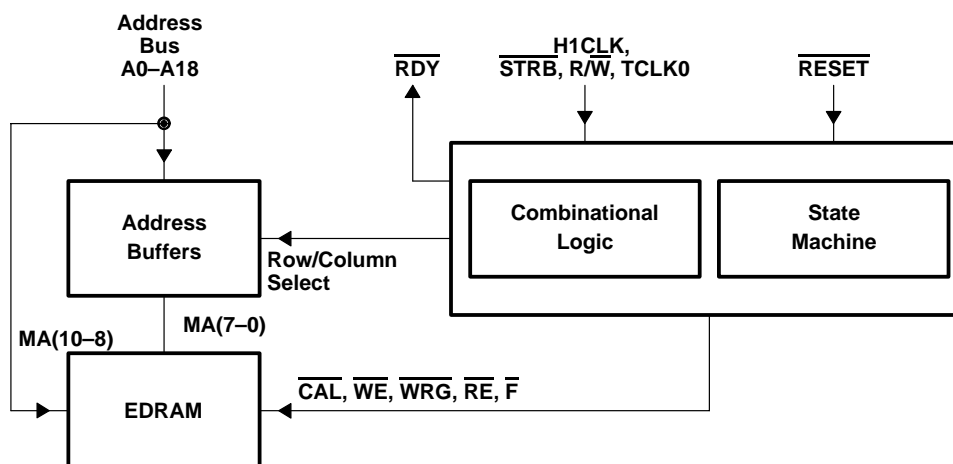 Address
Bus
A0–A18
RDY
H1CLK,
STRB, R/W, TCLK0
RESET
Address
Buffers
Combinational
Logic
State
Machine
Row/Column
Select
MA(7–0)
MA(10–8)
EDRAM
CAL, WE, WRG, RE, F